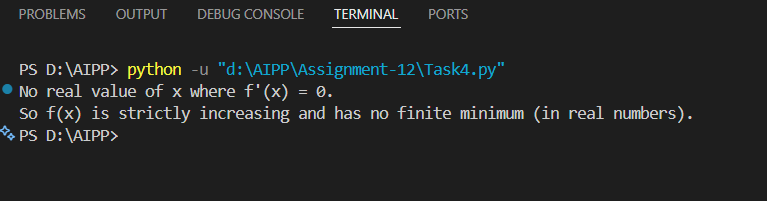 PROBLEMS OUTPUT DEBUG CONSOLE TERMINAL PORTS
PS D:\AIPP> python -u "d:\AIPP\Assignment-12\Task4.py"
No real value of x where f'(x) = 0.
So f(x) is strictly increasing and has no finite minimum (in real numbers).
PS D:\AIPP>